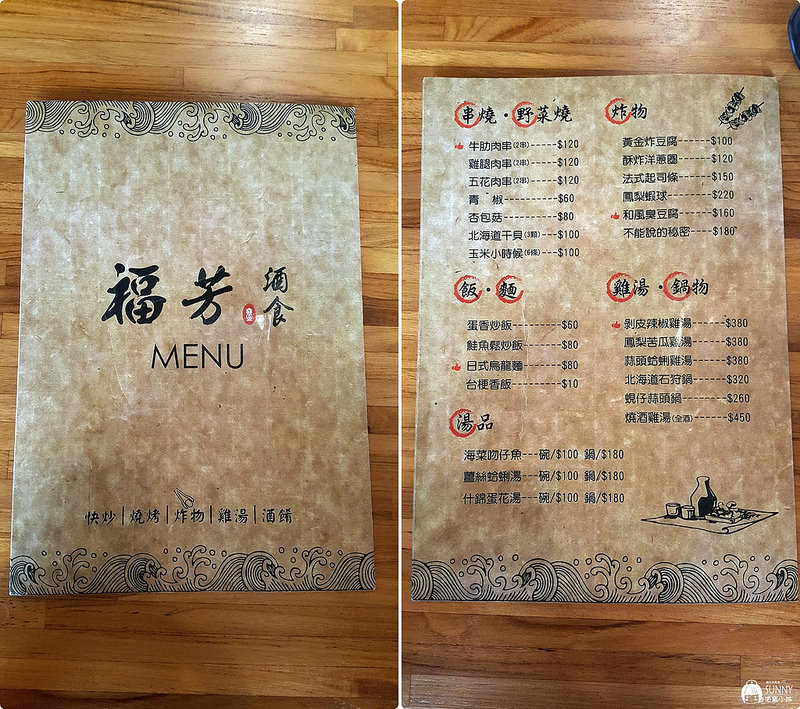 福芳
酒食
MENU
快炒|燒烤|炸物|雞湯|酒餚
串燒・野菜燒
牛肋肉串(2串)----$120
雞腿肉串(2串)----$120
五花肉串(2串)----$120
青 椒-----------$60
杏包菇----------$80
北海道干貝(3顆)---$100
玉米小時候(6條)---$100
炸物
黃金炸豆腐------$100
酥炸洋蔥圈------$120
法式起司條------$150
鳳梨蝦球--------$220
和風臭豆腐------$160
不能說的秘密----$180
飯・麵
蛋香炒飯---------$60
鮭魚鬆炒飯-------$80
日式烏龍麵-------$80
台梗香飯---------$10
雞湯・鍋物
剝皮辣椒雞湯-----$380
鳳梨苦瓜雞湯-----$380
蒜頭蛤蜊雞湯-----$380
北海道石狩鍋-----$320
蜆仔蒜頭鍋-------$260
燒酒雞湯(全酒)-----$450
湯品
海菜吻仔魚---碗/$100 鍋/$180
薑絲蛤蜊湯---碗/$100 鍋/$180
什錦蛋花湯---碗/$100 鍋/$180
SUNNY